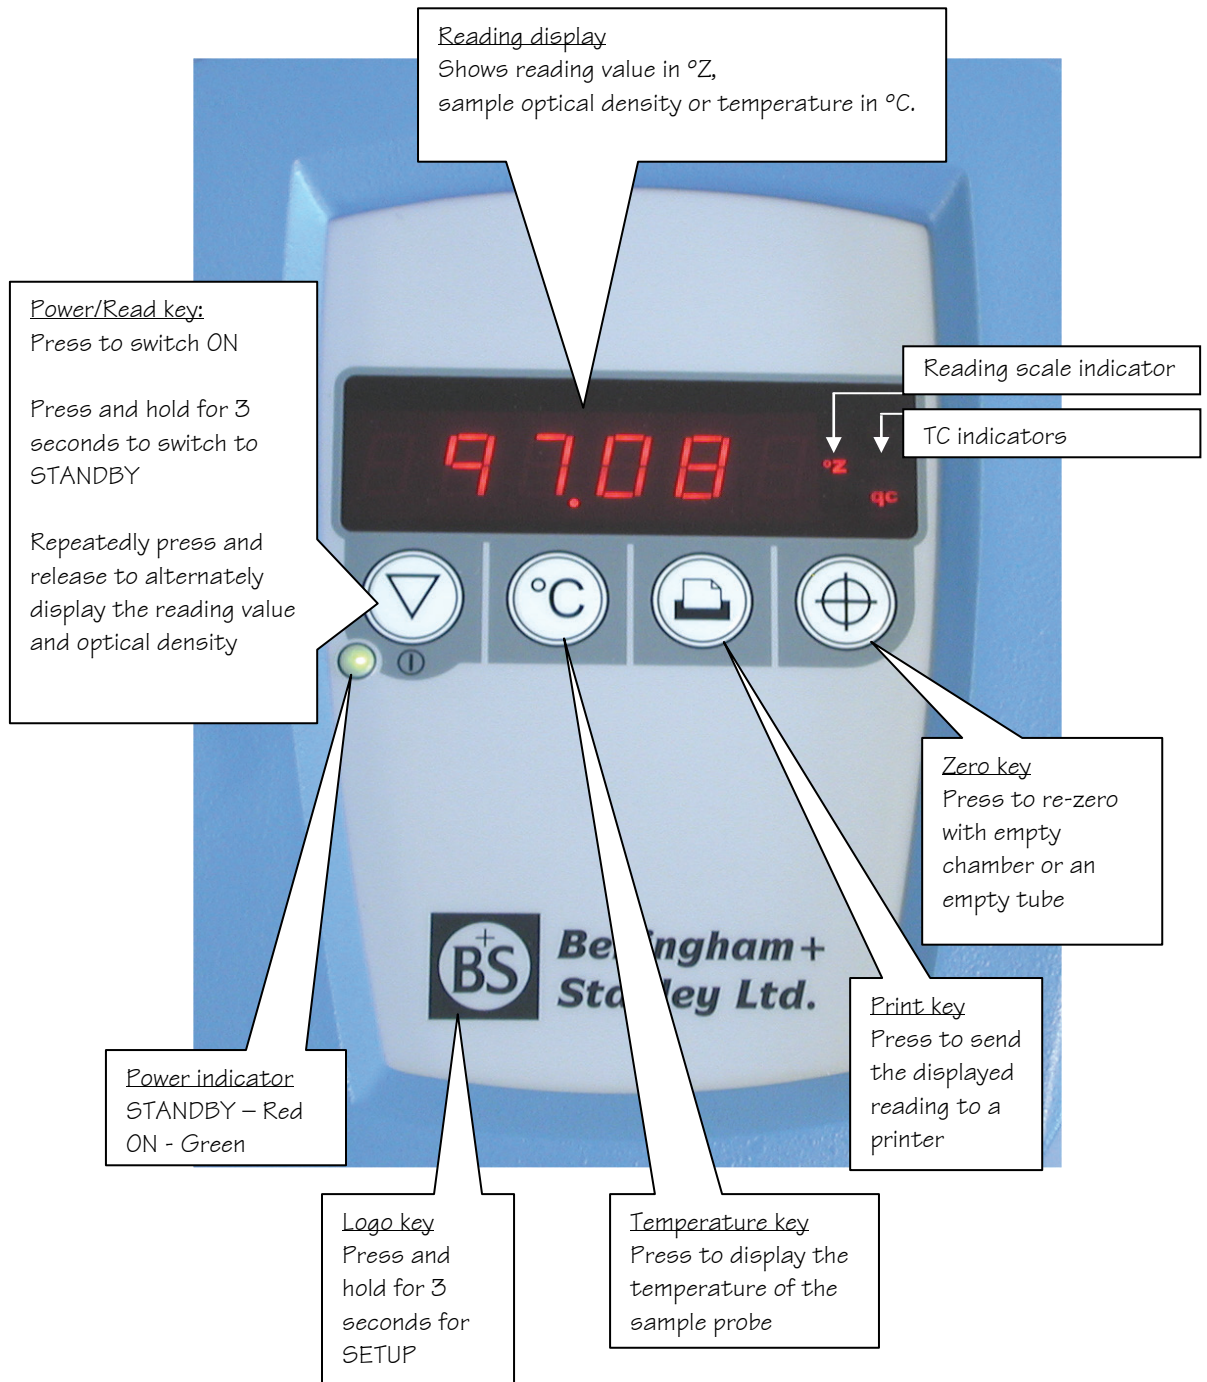 Reading display
Shows reading value in °Z,
sample optical density or temperature in °C.
Power/Read key:
Press to switch ON
Press and hold for 3
seconds to switch to
STANDBY
Repeatedly press and
release to alternately
display the reading value
and optical density
Reading scale indicator
TC indicators
97.08
°Z
qc
°C
Zero key
Press to re-zero
with empty
chamber or an
empty tube
B+S
Bellingham+
Stanley Ltd.
Print key
Press to send
the displayed
reading to a
printer
Power indicator
STANDBY – Red
ON - Green
Logo key
Press and
hold for 3
seconds for
SETUP
Temperature key
Press to display the
temperature of the
sample probe